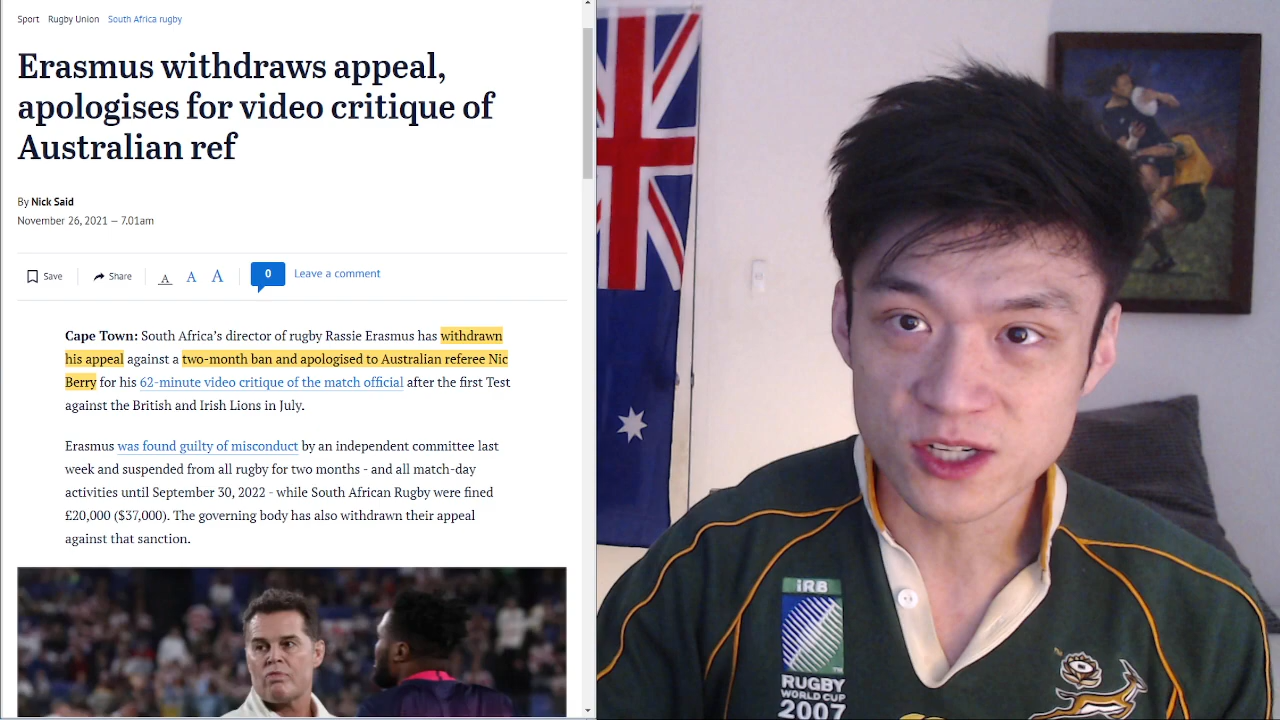 Sport Rugby Union South Africa rugby
Erasmus withdraws appeal,
apologises for video critique of
Australian ref
By Nick Said
November 26, 2021 – 7.01am
Save Share A A A 0 Leave a comment
Cape Town: South Africa’s director of rugby Rassie Erasmus has withdrawn
his appeal against a two-month ban and apologised to Australian referee Nic
Berry for his 62-minute video critique of the match official after the first Test
against the British and Irish Lions in July.
Erasmus was found guilty of misconduct by an independent committee last
week and suspended from all rugby for two months - and all match-day
activities until September 30, 2022 - while South African Rugby were fined
£20,000 ($37,000). The governing body has also withdrawn their appeal
against that sanction.
iRB
TM
RUGBY
WORLD CUP
2007
TM